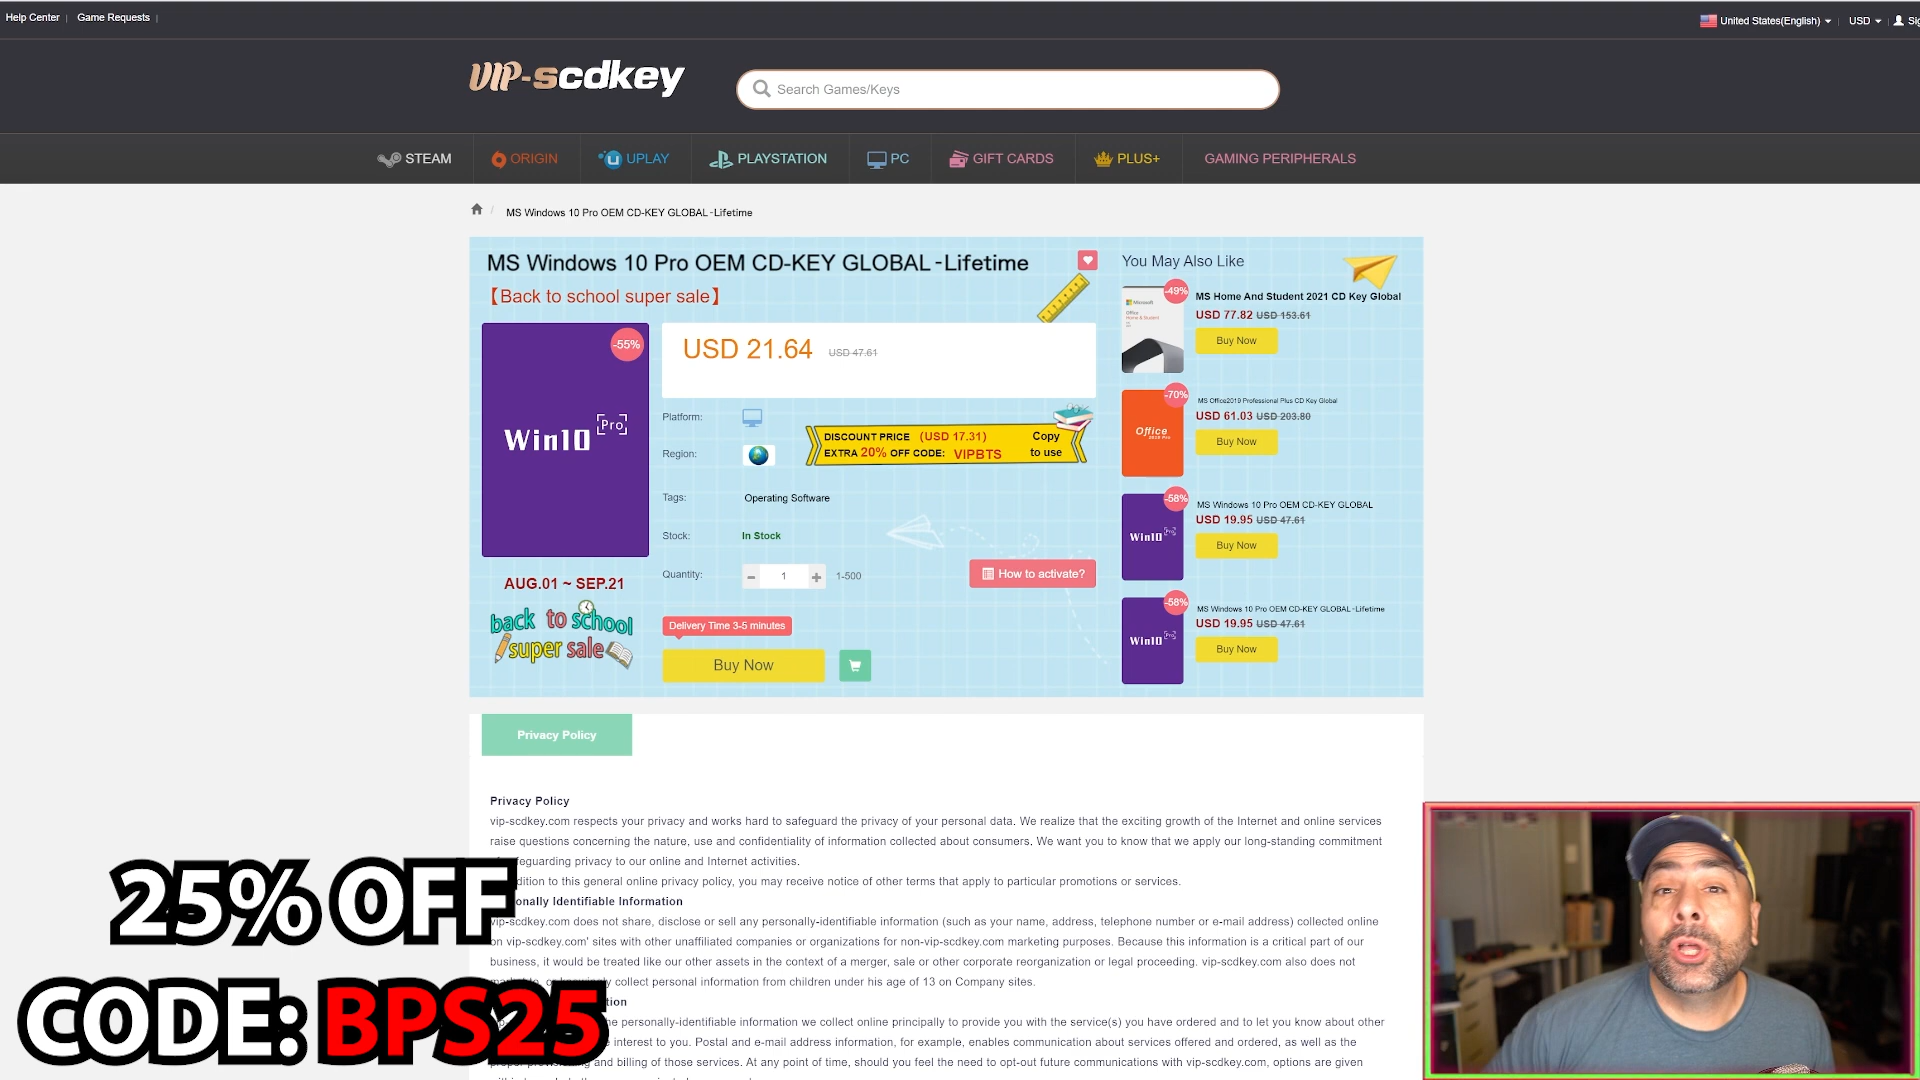 Help Center | Game Requests |
United States(English) | USD | Sig
VIP-scdkey
Search Games/Keys
STEAM
ORIGIN
UPLAY
PLAYSTATION
PC
GIFT CARDS
PLUS+
GAMING PERIPHERALS
/ MS Windows 10 Pro OEM CD-KEY GLOBAL-Lifetime
MS Windows 10 Pro OEM CD-KEY GLOBAL-Lifetime
【Back to school super sale】
-55%
Win10 Pro
USD 21.64 USD 47.61
Platform:
Region:
DISCOUNT PRICE (USD 17.31)
EXTRA 20% OFF CODE: VIPBTS
Copy
to use
Tags: Operating Software
Stock: In Stock
Quantity: - 1 + 1-500
How to activate?
AUG.01 ~ SEP.21
back to school
super sale
Delivery Time 3-5 minutes
Buy Now
You May Also Like
-49%
Microsoft
Office
Home & Student
MS Home And Student 2021 CD Key Global
USD 77.82 USD 153.61
Buy Now
-70%
Office
MS Office2019 Professional Plus CD Key Global
USD 61.03 USD 203.80
Buy Now
-58%
Win10 Pro
MS Windows 10 Pro OEM CD-KEY GLOBAL
USD 19.95 USD 47.61
Buy Now
-58%
Win10 Pro
MS Windows 10 Pro OEM CD-KEY GLOBAL-Lifetime
USD 19.95 USD 47.61
Buy Now
Privacy Policy
Privacy Policy
vip-scdkey.com respects your privacy and works hard to safeguard the privacy of your personal data. We realize that the exciting growth of the Internet and online services
raise questions concerning the nature, use and confidentiality of information collected about consumers. We want you to know that we apply our long-standing commitment
feguarding privacy to our online and Internet activities.
dition to this general online privacy policy, you may receive notice of other terms that apply to particular promotions or services.
onally Identifiable Information
vip-scdkey.com does not share, disclose or sell any personally-identifiable information (such as your name, address, telephone number or e-mail address) collected online
on vip-scdkey.com' sites with other unaffiliated companies or organizations for non-vip-scdkey.com marketing purposes. Because this information is a critical part of our
business, it would be treated like our other assets in the context of a merger, sale or other corporate reorganization or legal proceeding. vip-scdkey.com also does not
collect personal information from children under his age of 13 on Company sites.
tion
e personally-identifiable information we collect online principally to provide you with the service(s) you have ordered and to let you know about other
interest to you. Postal and e-mail address information, for example, enables communication about services offered and ordered, as well as the
and billing of those services. At any point of time, should you feel the need to opt-out future communications with vip-scdkey.com, options are given
25% OFF
CODE: BPS25